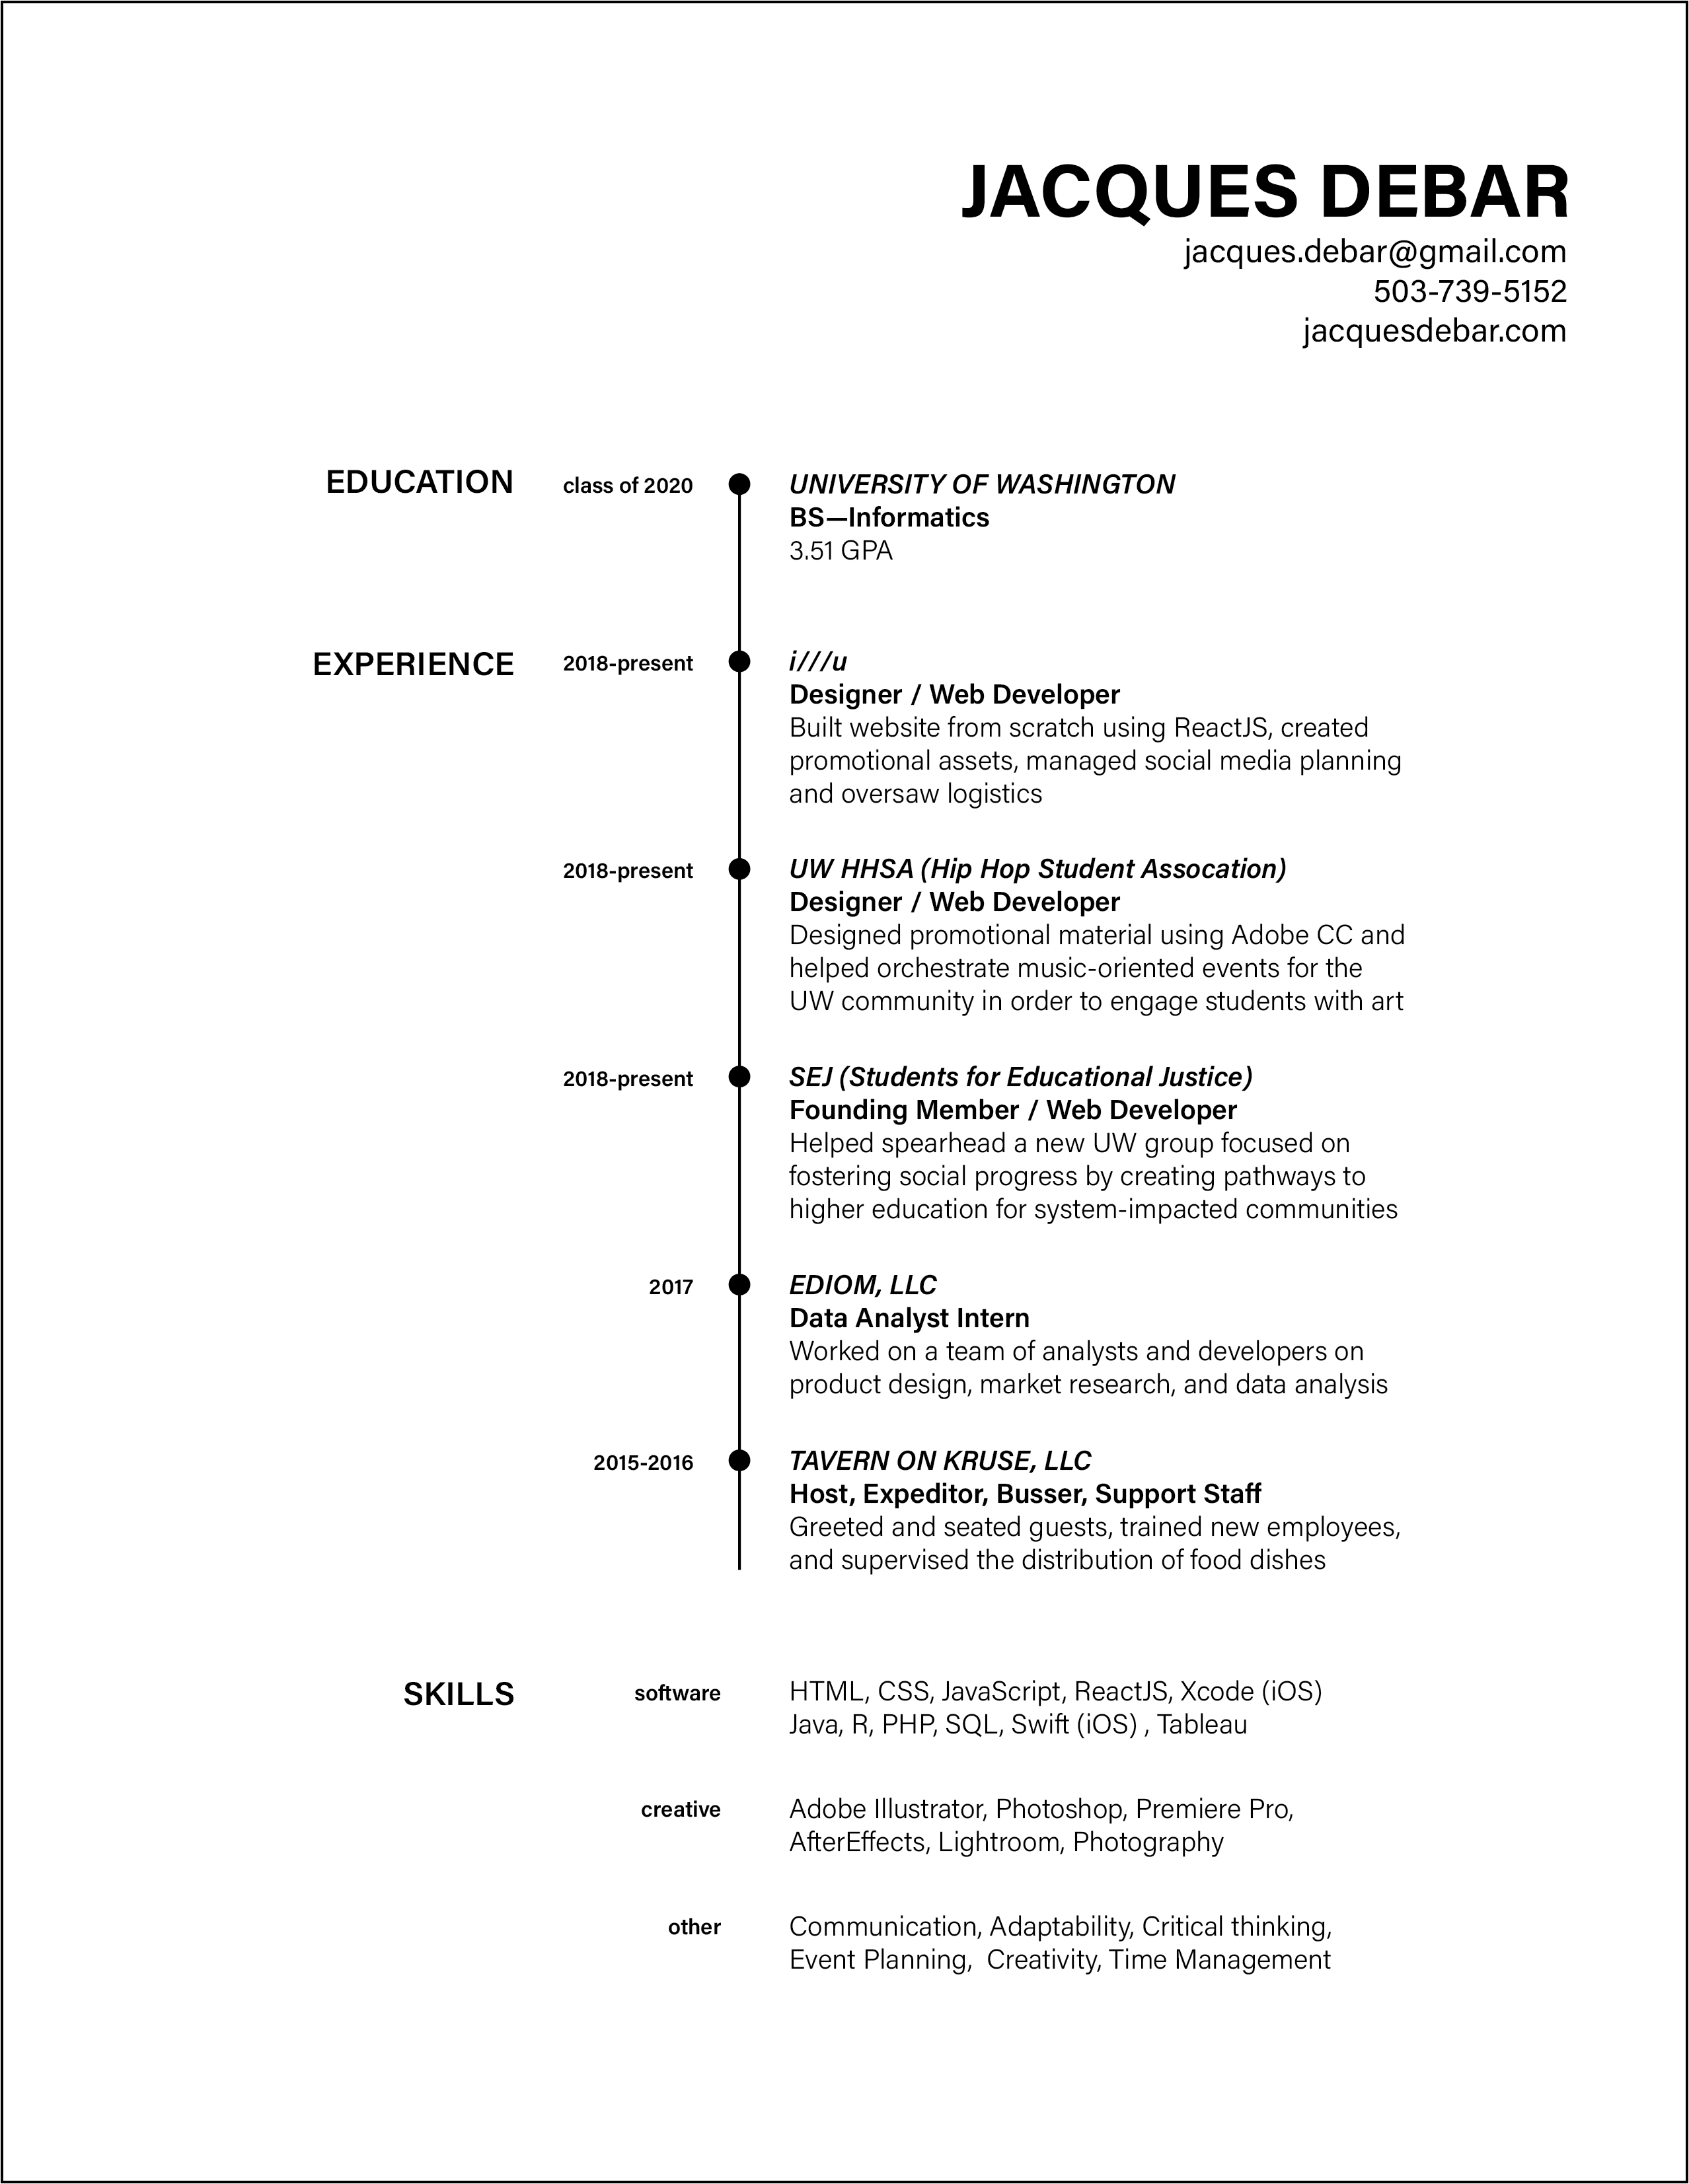 JACQUES DEBAR
jacques.debar@gmail.com
503-739-5152
jacquesdebar.com
EDUCATION class of 2020 UNIVERSITY OF WASHINGTON
BS—Informatics
3.51 GPA
EXPERIENCE 2018-present i///u
Designer / Web Developer
Built website from scratch using ReactJS, created
promotional assets, managed social media planning
and oversaw logistics
2018-present UW HHSA (Hip Hop Student Assocation)
Designer / Web Developer
Designed promotional material using Adobe CC and
helped orchestrate music-oriented events for the
UW community in order to engage students with art
2018-present SEJ (Students for Educational Justice)
Founding Member / Web Developer
Helped spearhead a new UW group focused on
fostering social progress by creating pathways to
higher education for system-impacted communities
2017 EDIOM, LLC
Data Analyst Intern
Worked on a team of analysts and developers on
product design, market research, and data analysis
2015-2016 TAVERN ON KRUSE, LLC
Host, Expeditor, Busser, Support Staff
Greeted and seated guests, trained new employees,
and supervised the distribution of food dishes
SKILLS software HTML, CSS, JavaScript, ReactJS, Xcode (iOS)
Java, R, PHP, SQL, Swift (iOS) , Tableau
creative Adobe Illustrator, Photoshop, Premiere Pro,
AfterEffects, Lightroom, Photography
other Communication, Adaptability, Critical thinking,
Event Planning,  Creativity, Time Management